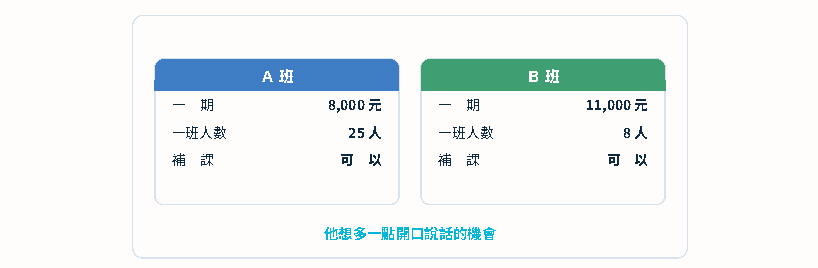 A 班
一 期 8,000 元
一班人數 25 人
補 課 可 以
B 班
一 期 11,000 元
一班人數 8 人
補 課 可 以
他想多一點開口說話的機會